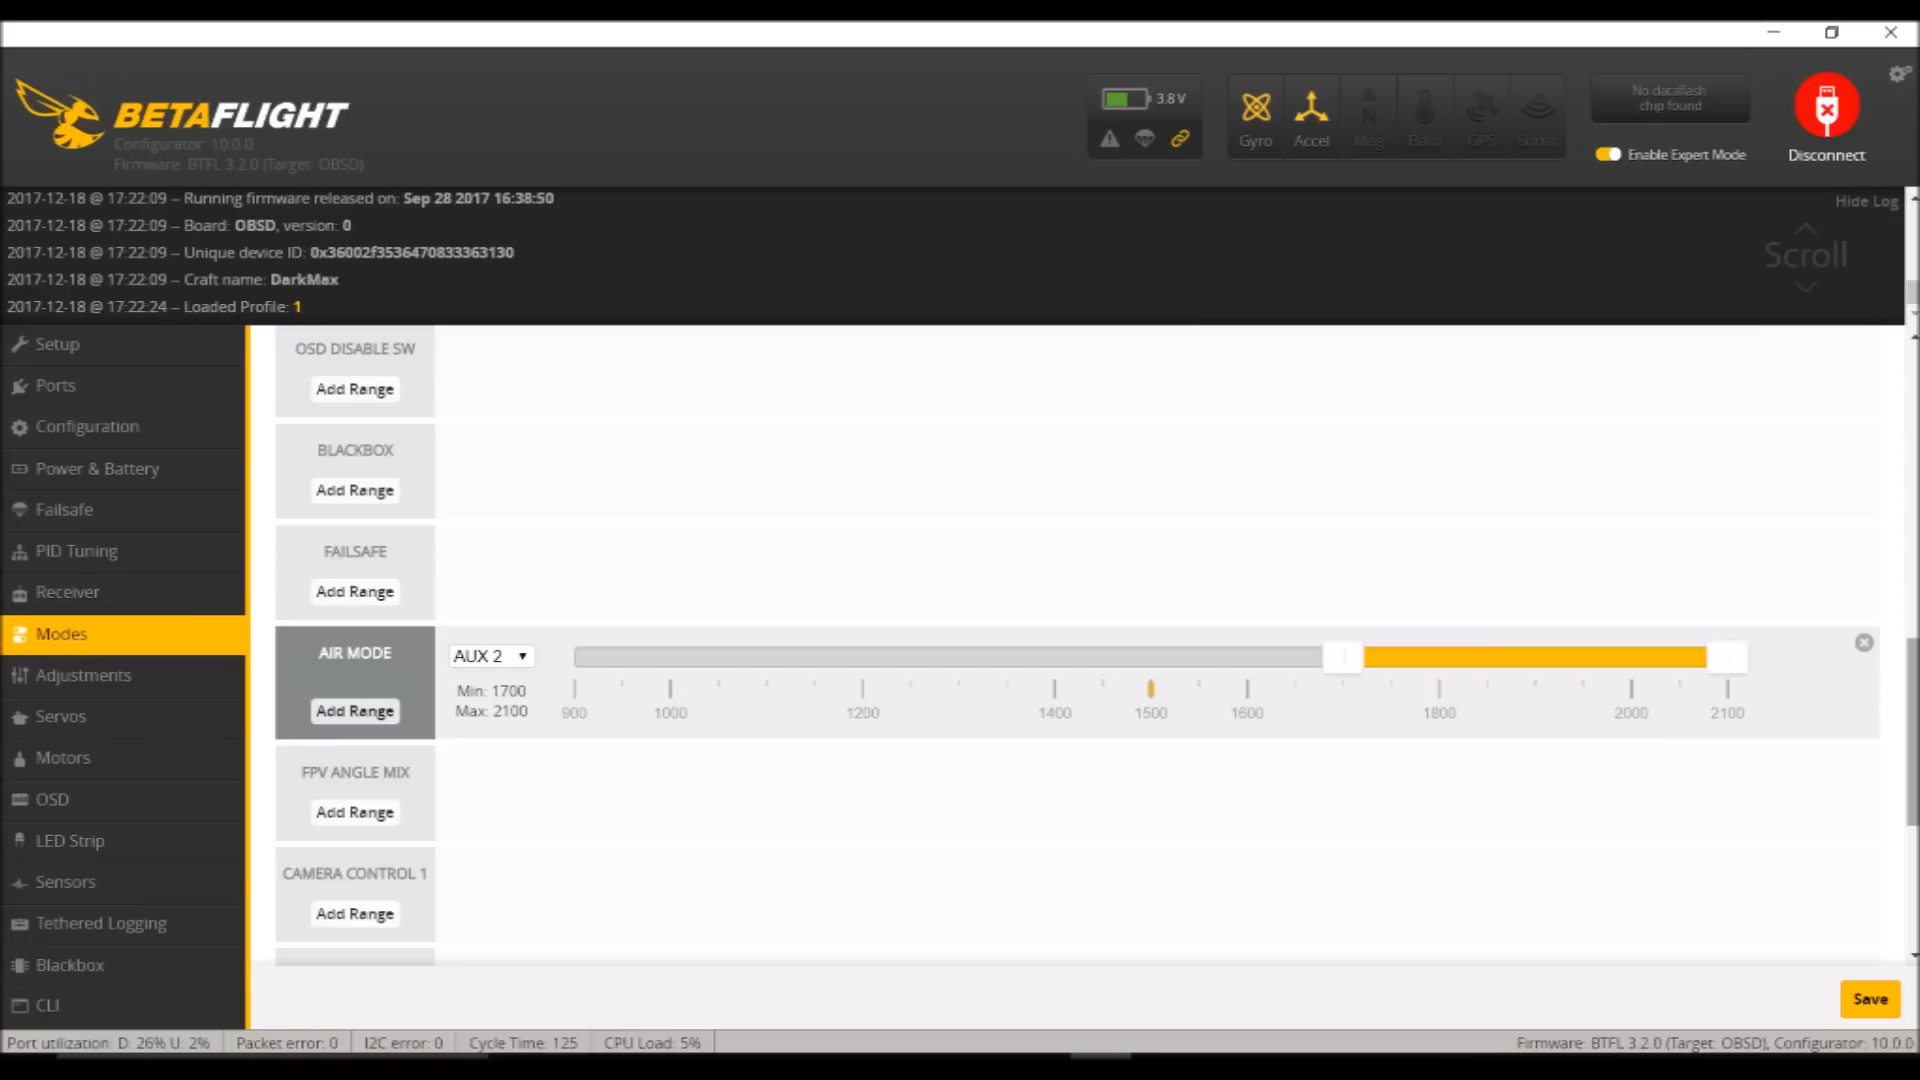 BETAFLIGHT
Configurator 10.0.0
Firmware: BTFL 3.2.0 (Target: OBSD)
3.8 V
Gyro
Accel
Mag
Baro
GPS
Sonar
No dataflash
chip found
Enable Expert Mode
Disconnect
2017-12-18 @ 17:22:09 -- Running firmware released on: Sep 28 2017 16:38:50
2017-12-18 @ 17:22:09 -- Board: OBSD, version: 0
2017-12-18 @ 17:22:09 -- Unique device ID: 0x36002f3536470833363130
2017-12-18 @ 17:22:09 -- Craft name: DarkMax
2017-12-18 @ 17:22:24 -- Loaded Profile: 1
Hide Log
Scroll
Setup
Ports
Configuration
Power & Battery
Failsafe
PID Tuning
Receiver
Modes
Adjustments
Servos
Motors
OSD
LED Strip
Sensors
Tethered Logging
Blackbox
CLI
OSD DISABLE SW
Add Range
BLACKBOX
Add Range
FAILSAFE
Add Range
AIR MODE
Add Range
AUX 2
Min: 1700
Max: 2100
900 1000 1200 1400 1500 1600 1800 2000 2100
FPV ANGLE MIX
Add Range
CAMERA CONTROL 1
Add Range
Save
Port utilization: D: 26% U: 2%
Packet error: 0
I2C error: 0
Cycle Time: 125
CPU Load: 5%
Firmware: BTFL 3.2.0 (Target: OBSD), Configurator: 10.0.0